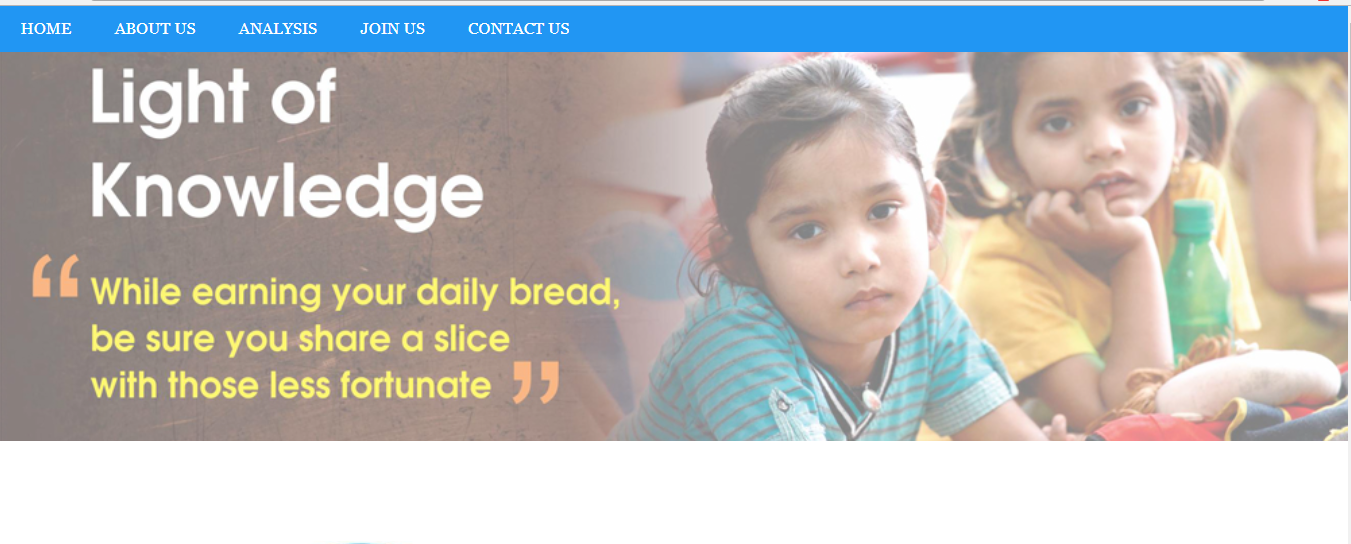 HOME ABOUT US ANALYSIS JOIN US CONTACT US
Light of
Knowledge
“ While earning your daily bread,
be sure you share a slice
with those less fortunate ”